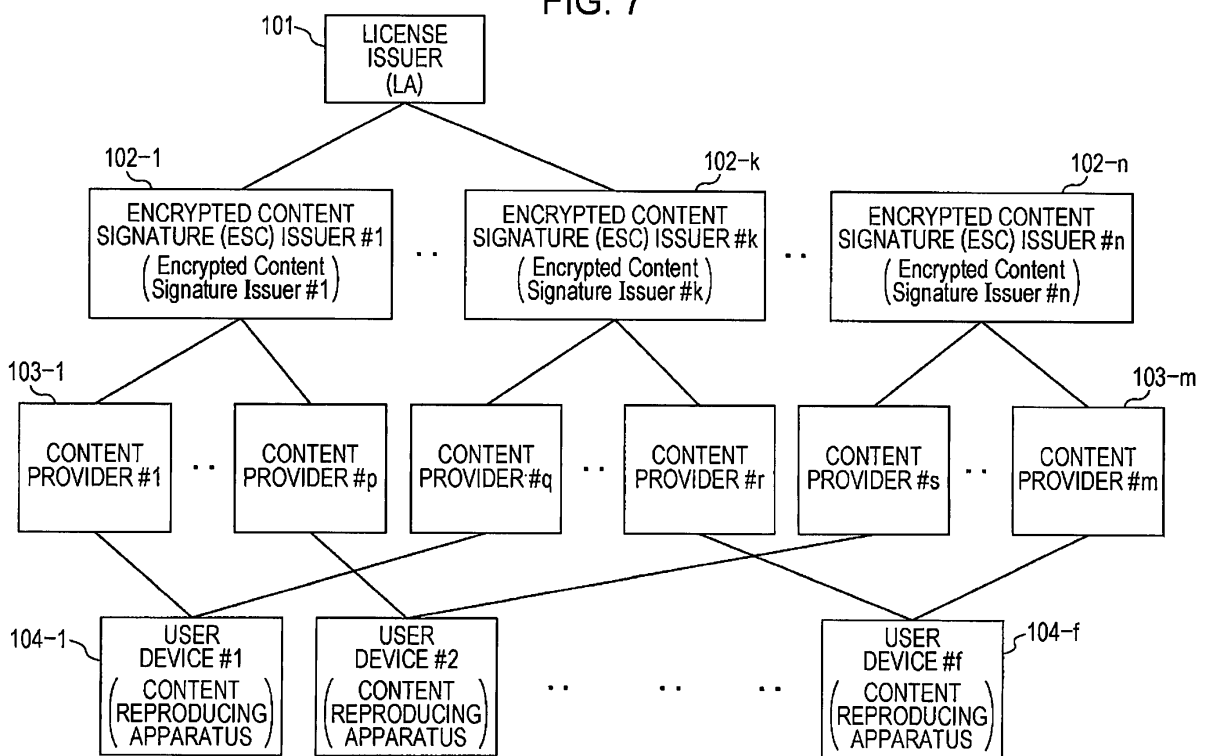 FIG. 7
101
LICENSE
ISSUER
(LA)
102-1
102-k
102-n
ENCRYPTED CONTENT
SIGNATURE (ESC) ISSUER #1
(Encrypted Content
Signature Issuer #1)
ENCRYPTED CONTENT
SIGNATURE (ESC) ISSUER #k
(Encrypted Content
Signature Issuer #k)
ENCRYPTED CONTENT
SIGNATURE (ESC) ISSUER #n
(Encrypted Content
Signature Issuer #n)
103-1
103-m
CONTENT
PROVIDER #1
CONTENT
PROVIDER #p
CONTENT
PROVIDER #q
CONTENT
PROVIDER #r
CONTENT
PROVIDER #s
CONTENT
PROVIDER #m
104-1
USER
DEVICE #1
(CONTENT
REPRODUCING
APPARATUS)
USER
DEVICE #2
(CONTENT
REPRODUCING
APPARATUS)
104-f
USER
DEVICE #f
(CONTENT
REPRODUCING
APPARATUS)